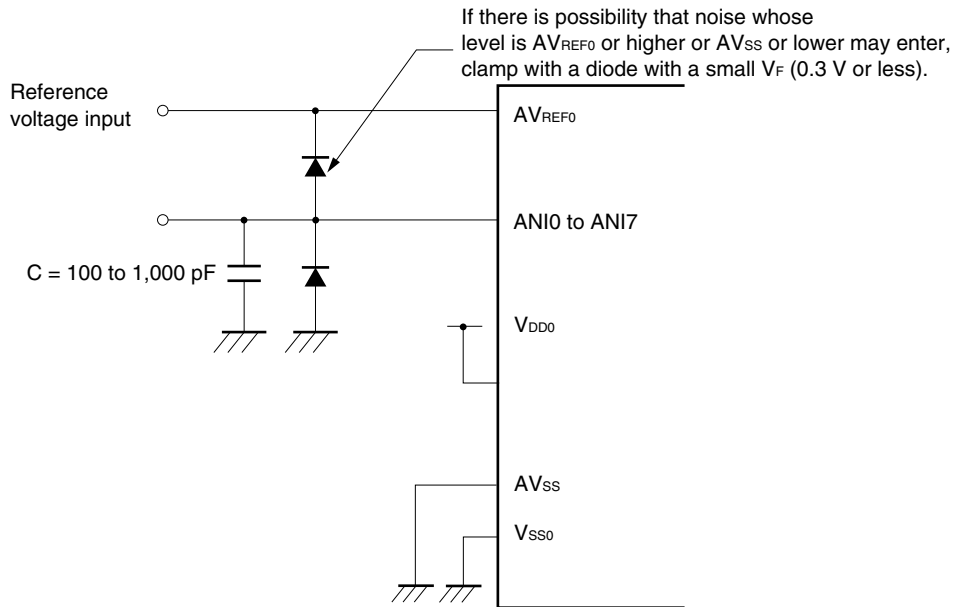 If there is possibility that noise whose
level is AVREF0 or higher or AVSS or lower may enter,
clamp with a diode with a small VF (0.3 V or less).
Reference
voltage input
AVREF0
ANI0 to ANI7
C = 100 to 1,000 pF
VDD0
AVSS
VSS0